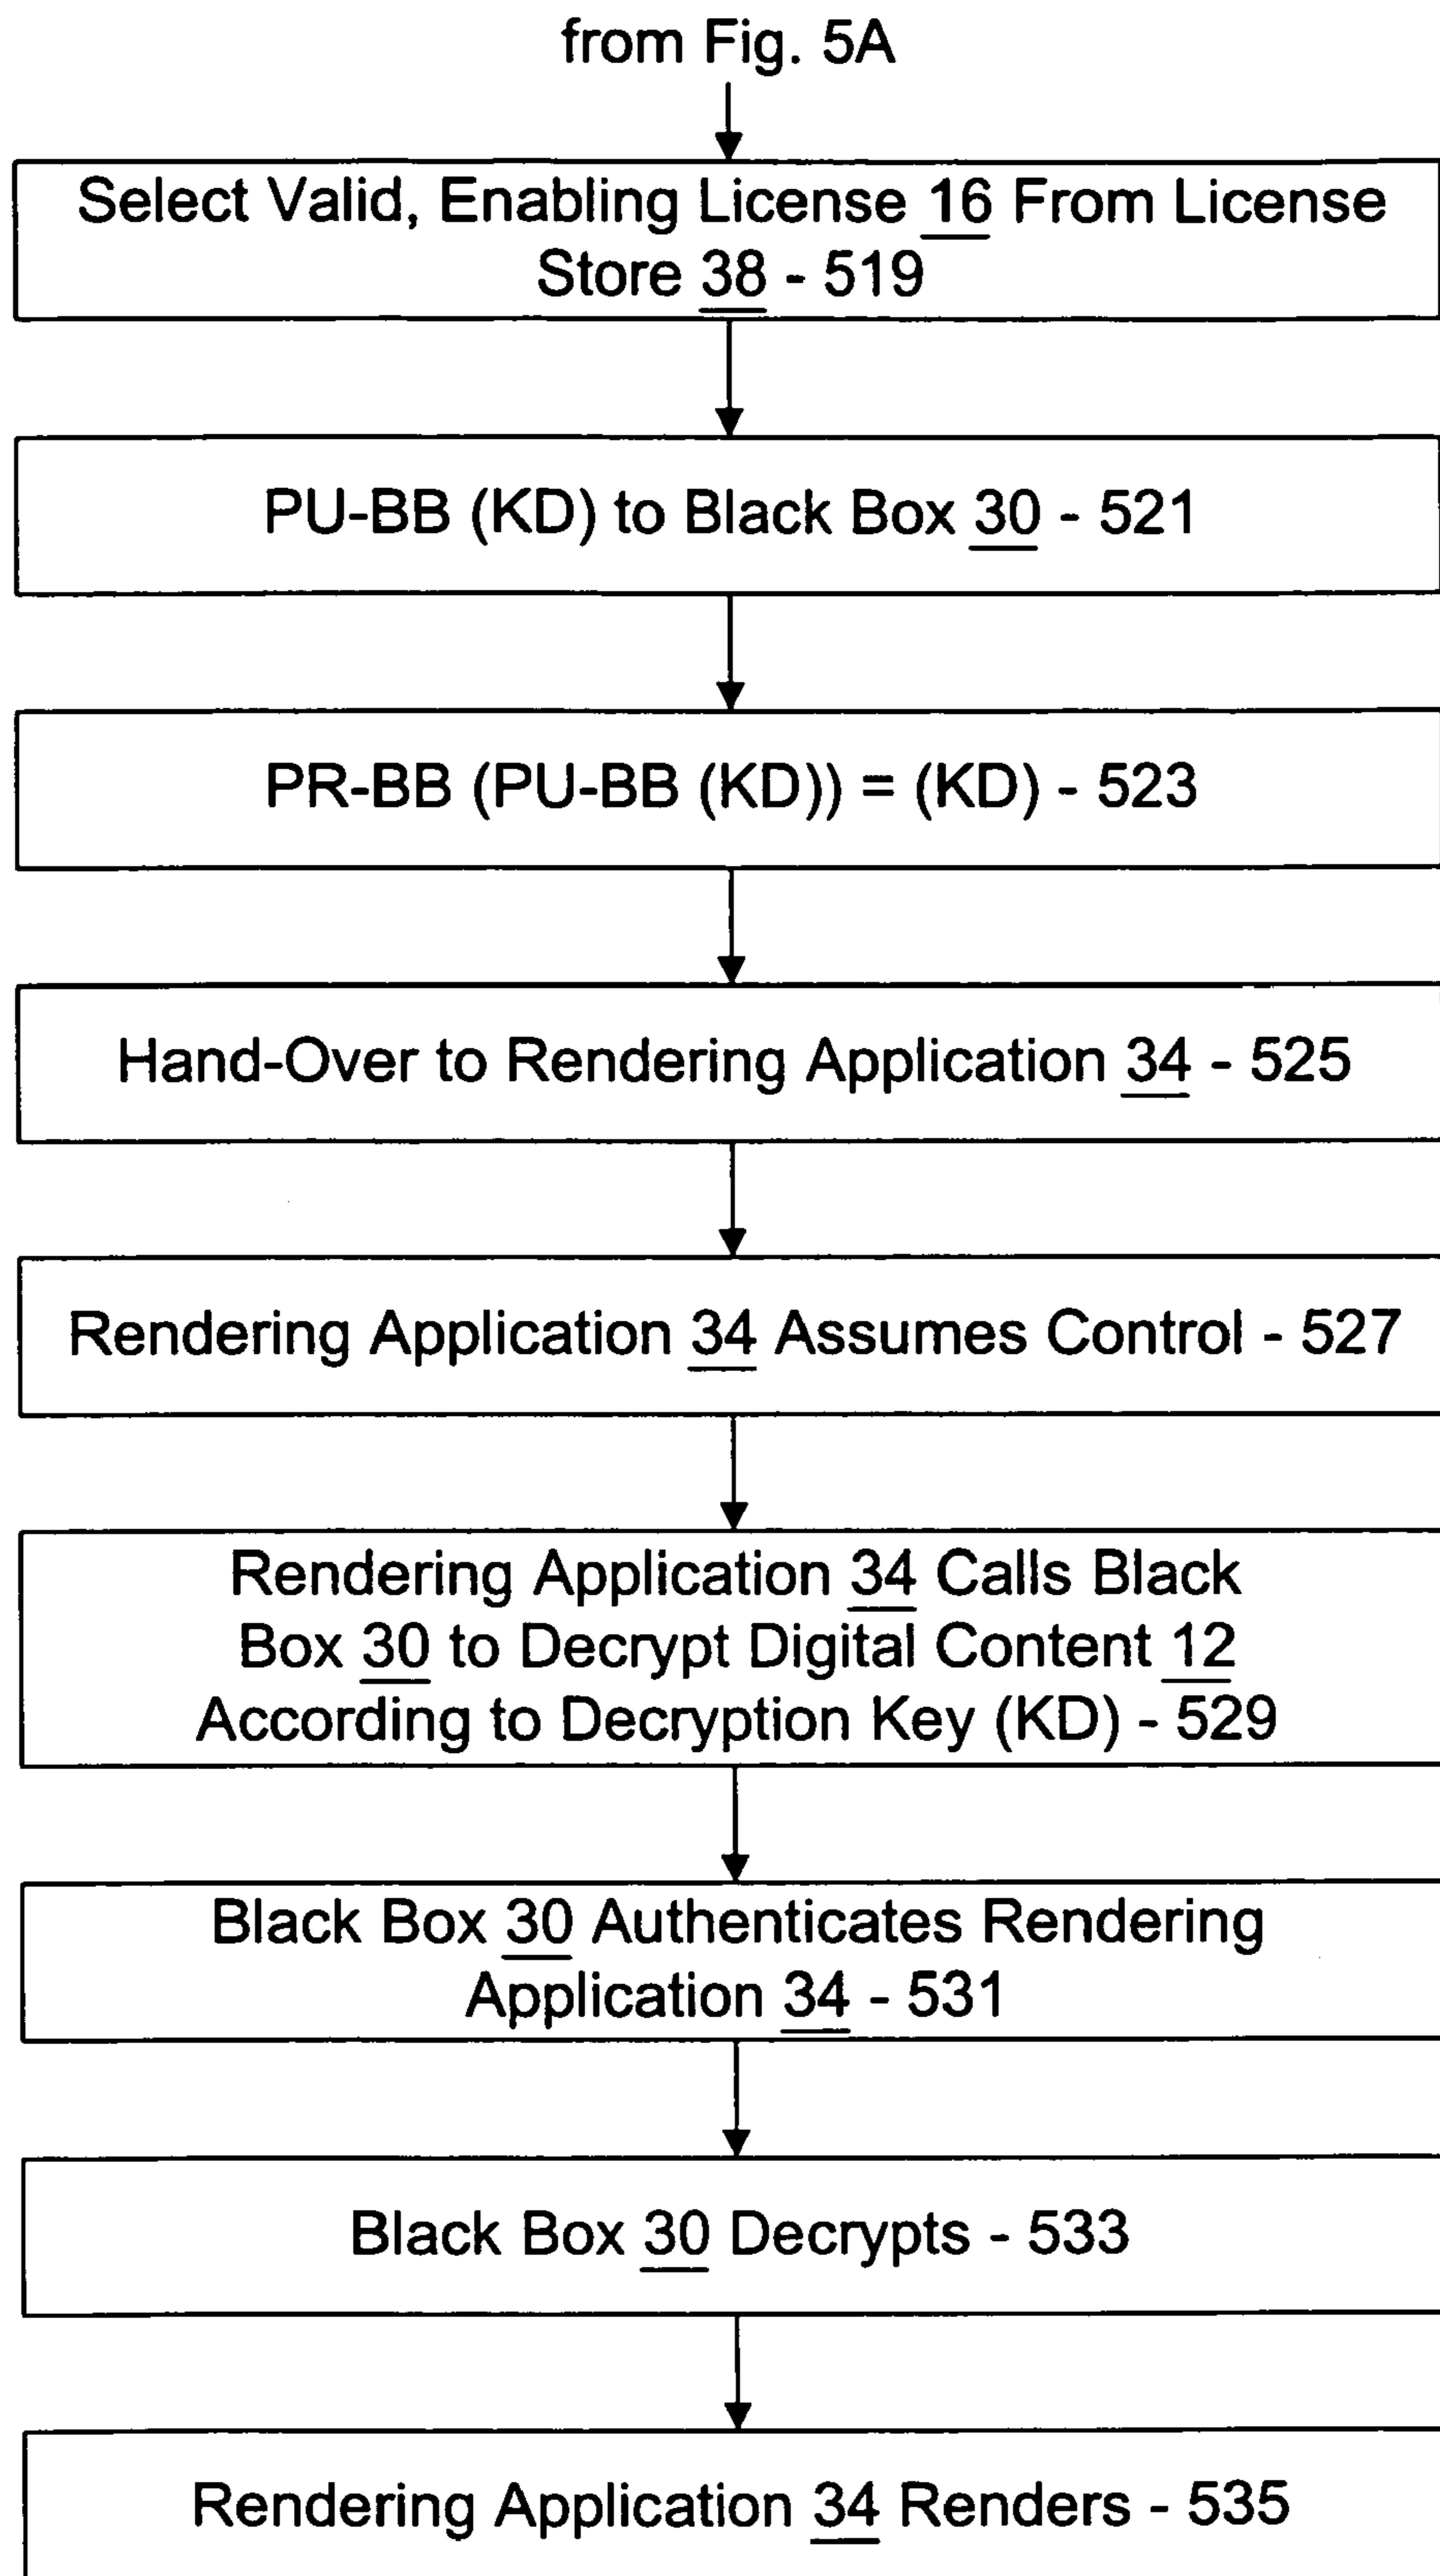 from Fig. 5A
Select Valid, Enabling License 16 From License
Store 38 - 519
PU-BB (KD) to Black Box 30 - 521
PR-BB (PU-BB (KD)) = (KD) - 523
Hand-Over to Rendering Application 34 - 525
Rendering Application 34 Assumes Control - 527
Rendering Application 34 Calls Black
Box 30 to Decrypt Digital Content 12
According to Decryption Key (KD) - 529
Black Box 30 Authenticates Rendering
Application 34 - 531
Black Box 30 Decrypts - 533
Rendering Application 34 Renders - 535